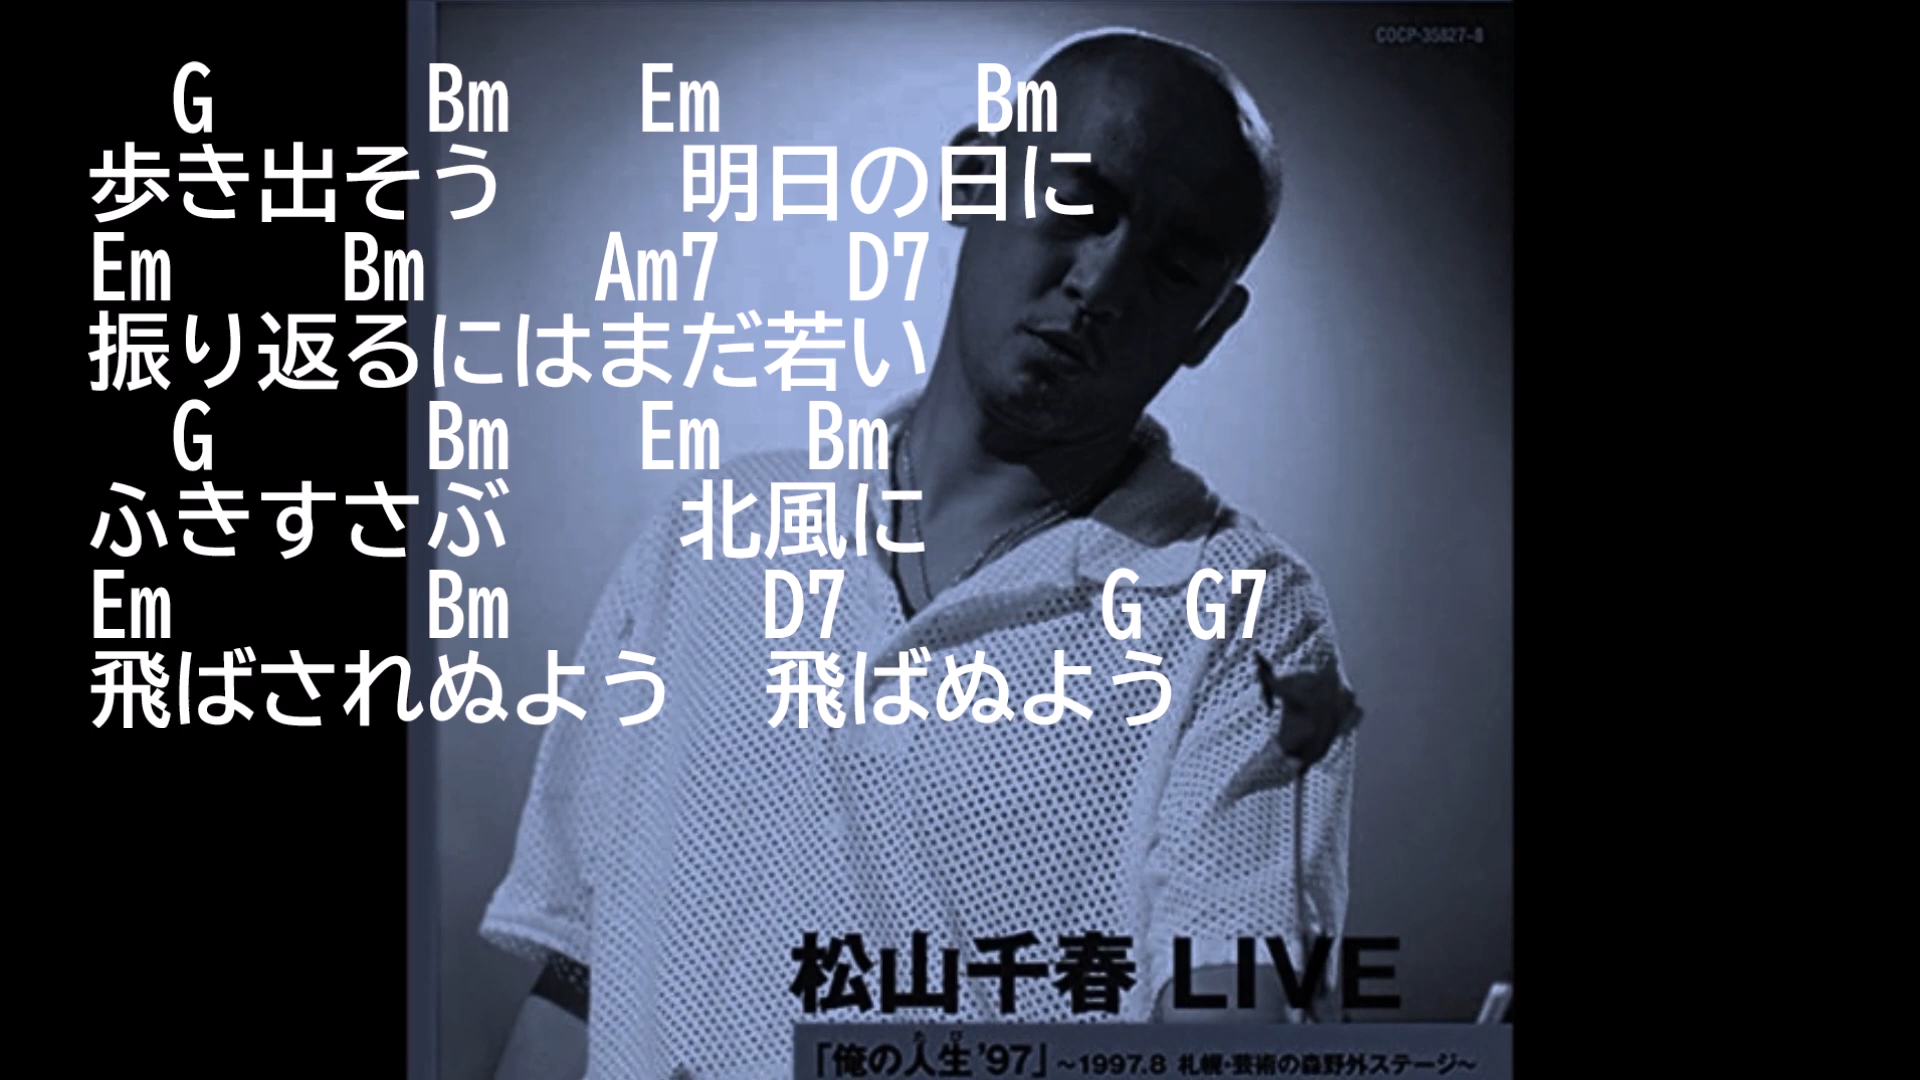 COCP-35827-8
G Bm Em Bm
歩き出そう 明日の日に
Em Bm Am7 D7
振り返るにはまだ若い
G Bm Em Bm
ふきすさぶ 北風に
Em Bm D7 G G7
飛ばされぬよう 飛ばぬよう
松山千春 LIVE
たび
「俺の人生'97」～1997.8 札幌・芸術の森野外ステージ～